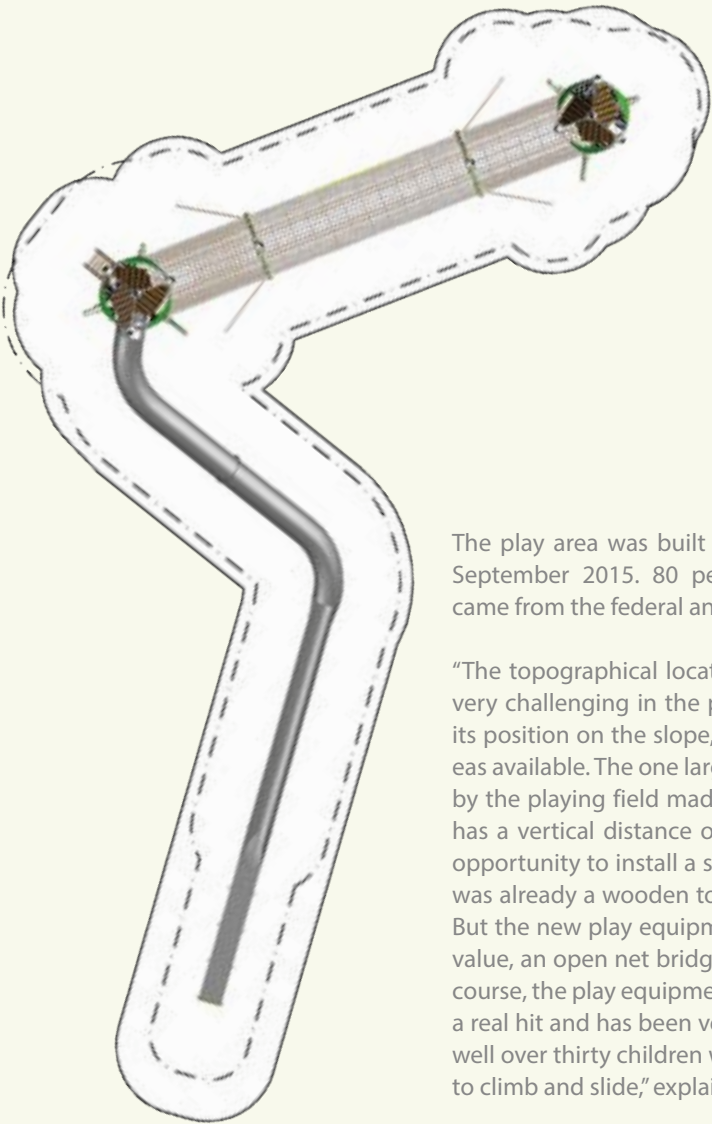 The play area was built
September 2015. 80 pe
came from the federal an
“The topographical locat
very challenging in the p
its position on the slope,
eas available. The one larg
by the playing field mad
has a vertical distance o
opportunity to install a s
was already a wooden to
But the new play equipm
value, an open net bridg
course, the play equipme
a real hit and has been ve
well over thirty children w
to climb and slide,” explai